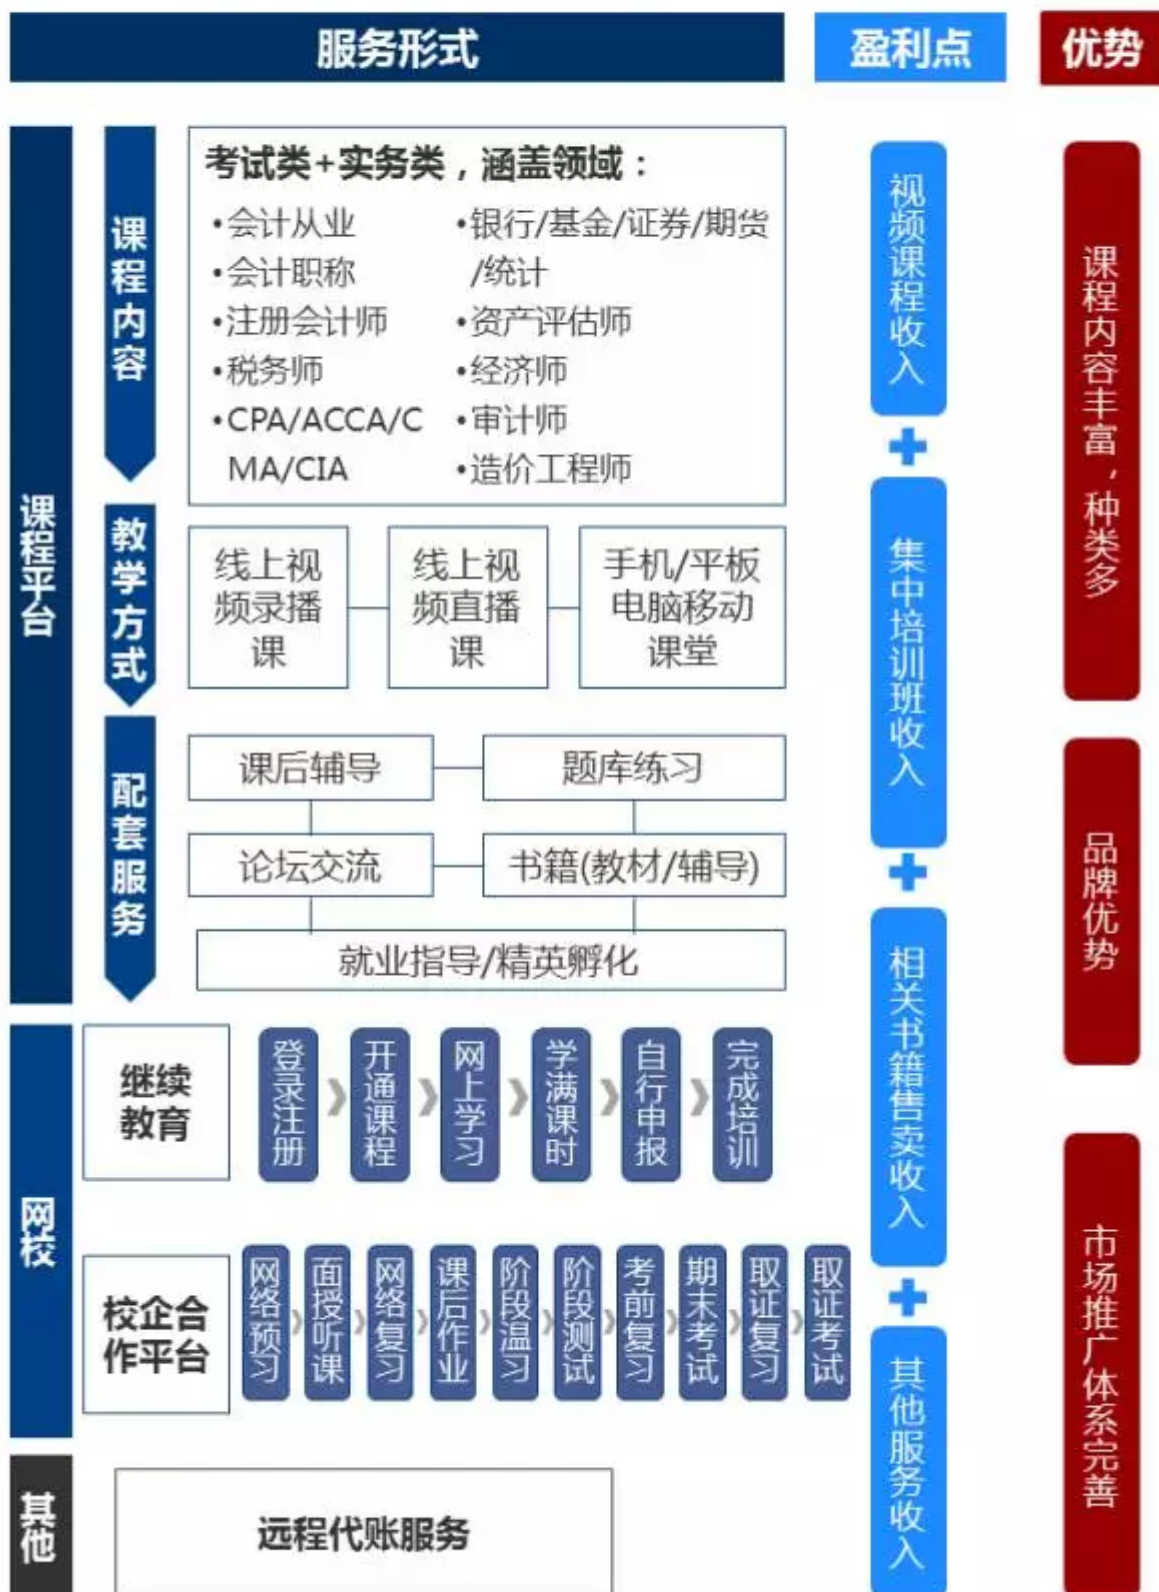 服务形式
盈利点
优势
课程平台
课程内容
考试类+实务类，涵盖领域：
•会计从业
•会计职称
•注册会计师
•税务师
•CPA/ACCA/C
MA/CIA
•银行/基金/证券/期货
/统计
•资产评估师
•经济师
•审计师
•造价工程师
教学方式
线上视
频录播
课
线上视
频直播
课
手机/平板
电脑移动
课堂
配套服务
课后辅导
题库练习
论坛交流
书籍(教材/辅导)
就业指导/精英孵化
网校
继续
教育
登录注册
开通课程
网上学习
学满课时
自行申报
完成培训
校企合
作平台
网络预习
面授听课
网络复习
课后作业
阶段温习
阶段测试
考前复习
期末考试
取证复习
取证考试
其他
远程代账服务
视频课程收入
集中培训班收入
相关书籍售卖收入
其他服务收入
课程内容丰富，种类多
品牌优势
市场推广体系完善